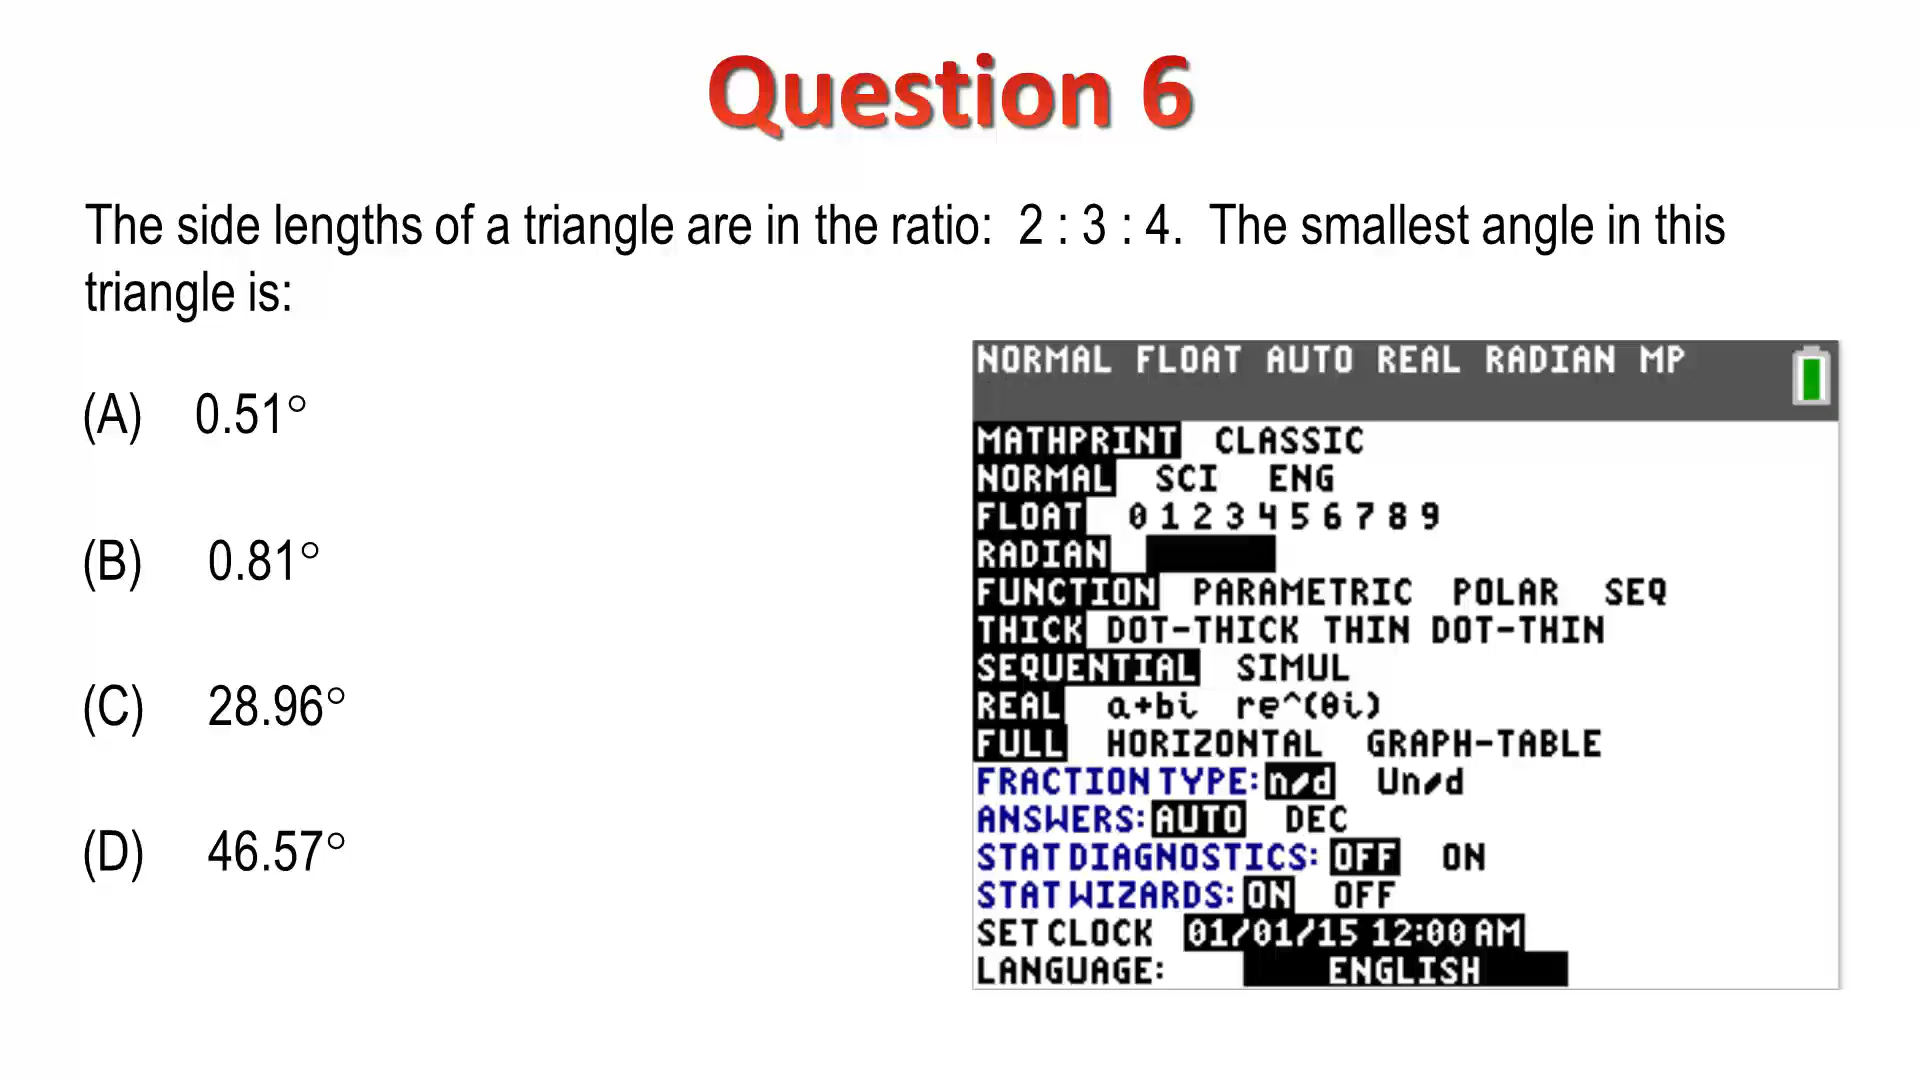 Question 6
The side lengths of a triangle are in the ratio:  2 : 3 : 4.  The smallest angle in this
triangle is:
(A) 0.51°
(B) 0.81°
(C) 28.96°
(D) 46.57°
NORMAL FLOAT AUTO REAL RADIAN MP
MATHPRINT CLASSIC
NORMAL SCI ENG
FLOAT 0 1 2 3 4 5 6 7 8 9
RADIAN
FUNCTION PARAMETRIC POLAR SEQ
THICK DOT-THICK THIN DOT-THIN
SEQUENTIAL SIMUL
REAL a+bi re^(θi)
FULL HORIZONTAL GRAPH-TABLE
FRACTION TYPE: n/d Un/d
ANSWERS: AUTO DEC
STAT DIAGNOSTICS: OFF ON
STAT WIZARDS: ON OFF
SET CLOCK 01/01/15 12:00 AM
LANGUAGE: ENGLISH